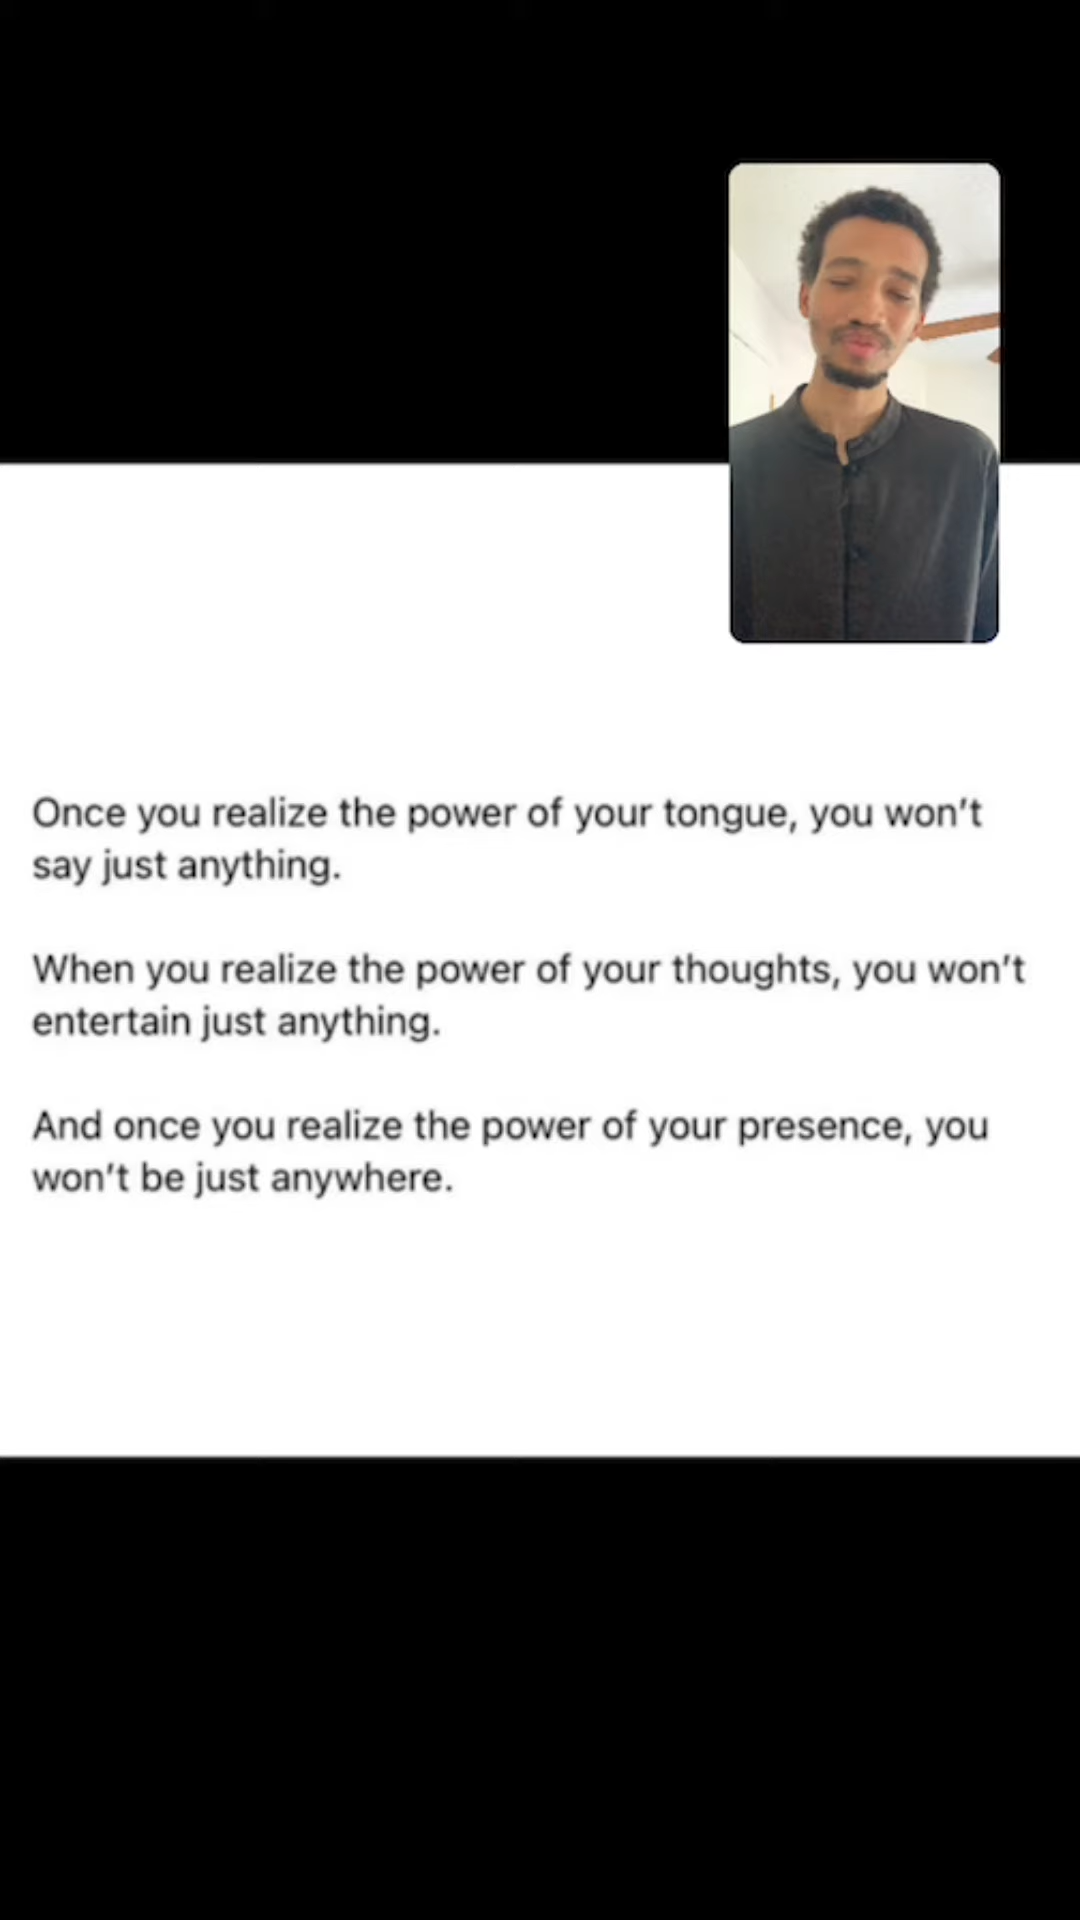 Once you realize the power of your tongue, you won’t
say just anything.
When you realize the power of your thoughts, you won’t
entertain just anything.
And once you realize the power of your presence, you
won’t be just anywhere.